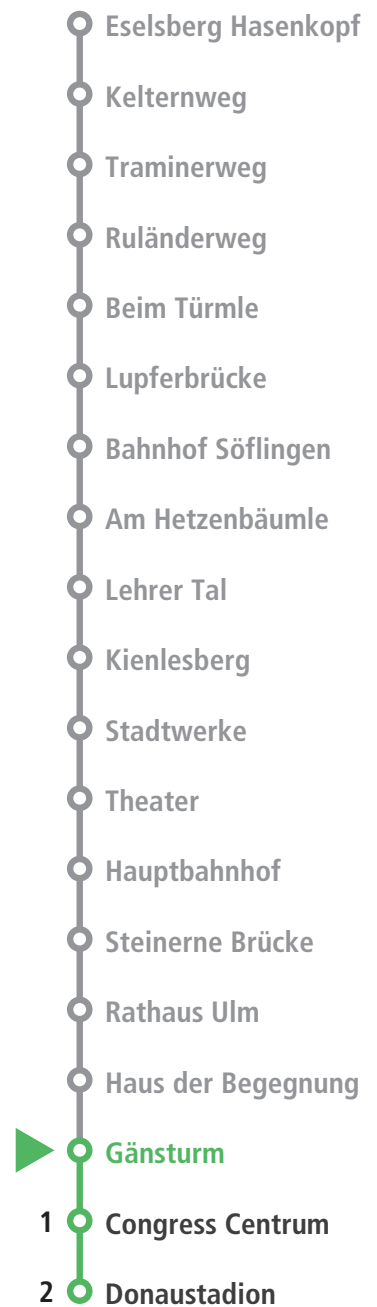 Eselsberg Hasenkopf
Kelternweg
Traminerweg
Ruländerweg
Beim Türmle
Lupferbrücke
Bahnhof Söflingen
Am Hetzenbäumle
Lehrer Tal
Kienlesberg
Stadtwerke
Theater
Hauptbahnhof
Steinerne Brücke
Rathaus Ulm
Haus der Begegnung
Gänsturm
1 Congress Centrum
2 Donaustadion